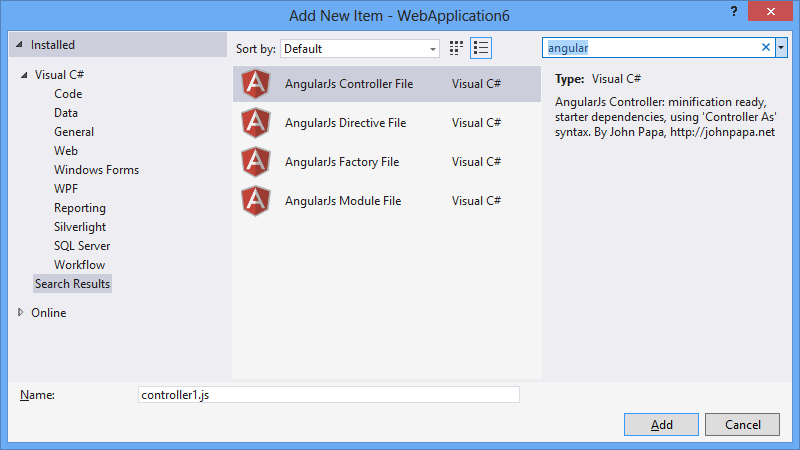 Add New Item - WebApplication6
?
Installed
Sort by: Default
angular
Visual C#
Code
Data
General
Web
Windows Forms
WPF
Reporting
Silverlight
SQL Server
Workflow
Search Results
Online
AngularJs Controller File Visual C#
AngularJs Directive File Visual C#
AngularJs Factory File Visual C#
AngularJs Module File Visual C#
Type: Visual C#
AngularJs Controller: minification ready,
starter dependencies, using 'Controller As'
syntax. By John Papa, http://johnpapa.net
Name: controller1.js
Add Cancel